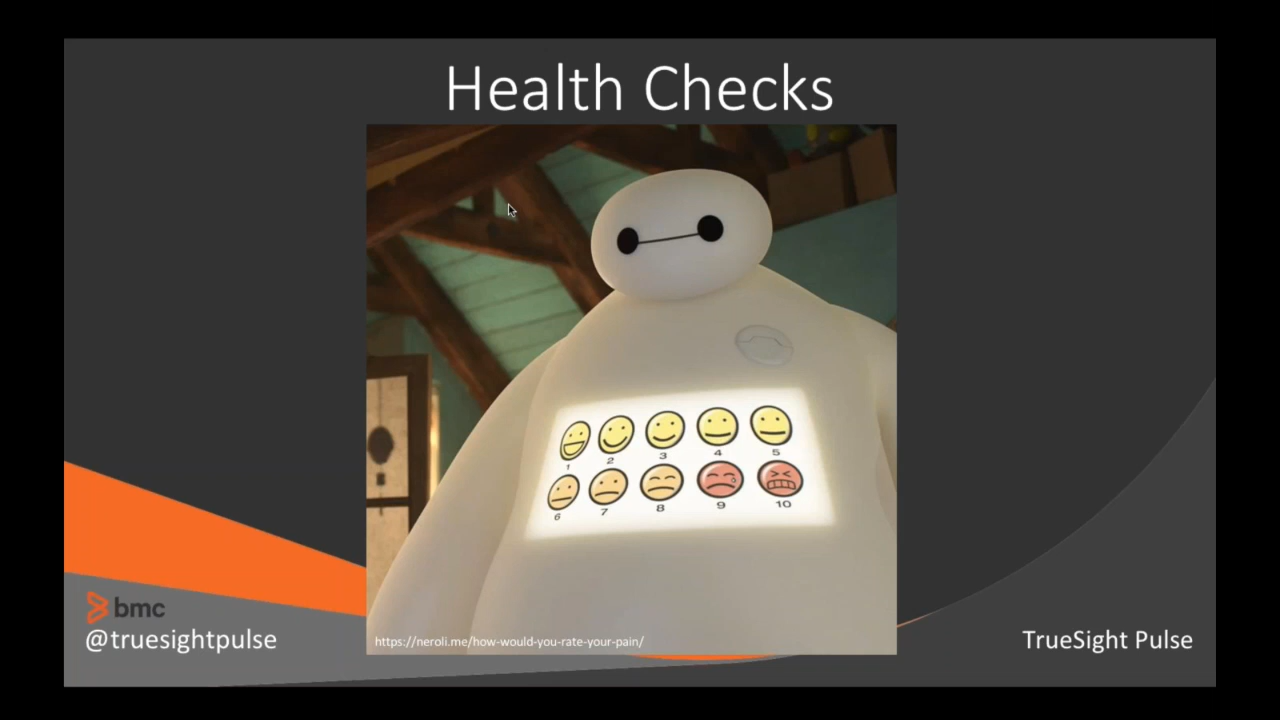 Health Checks
1 2 3 4 5
6 7 8 9 10
https://neroli.me/how-would-you-rate-your-pain/
bmc
@truesightpulse
TrueSight Pulse